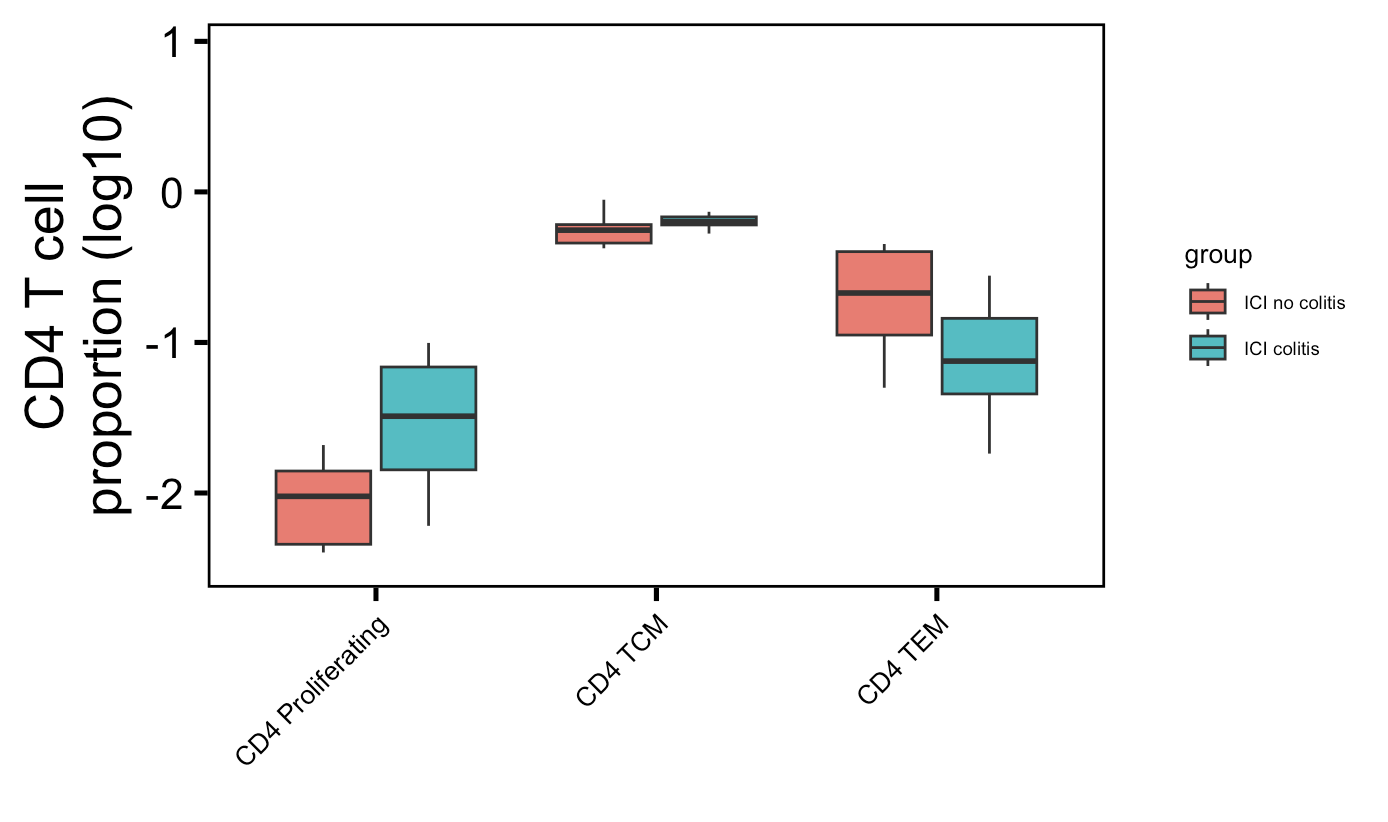 CD4 T cell
proportion (log10)
1
0
-1
-2
CD4 Proliferating
CD4 TCM
CD4 TEM
group
ICI no colitis
ICI colitis